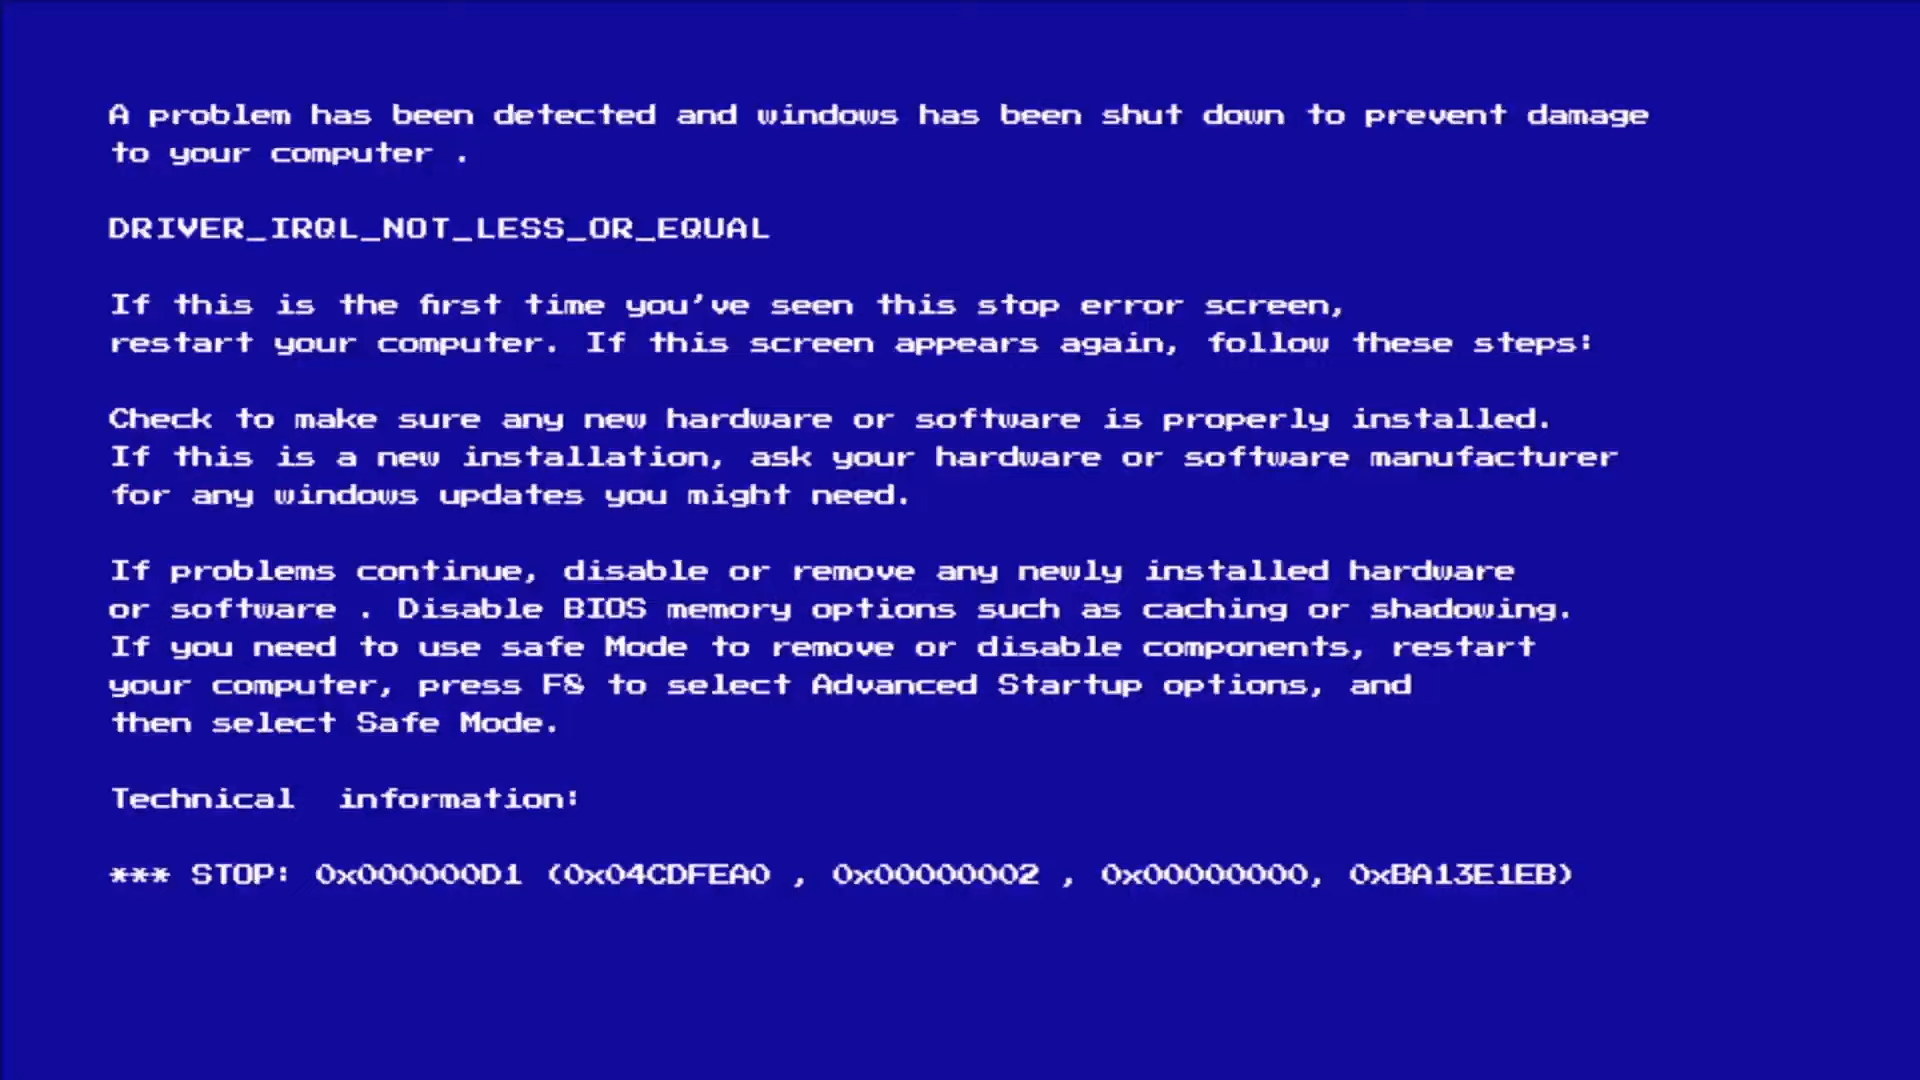 A problem has been detected and windows has been shut down to prevent damage
to your computer .
DRIVER_IRQL_NOT_LESS_OR_EQUAL
If this is the first time you've seen this stop error screen,
restart your computer. If this screen appears again, follow these steps:
Check to make sure any new hardware or software is properly installed.
If this is a new installation, ask your hardware or software manufacturer
for any windows updates you might need.
If problems continue, disable or remove any newly installed hardware
or software . Disable BIOS memory options such as caching or shadowing.
If you need to use safe Mode to remove or disable components, restart
your computer, press F& to select Advanced Startup options, and
then select Safe Mode.
Technical  information:
*** STOP: 0x000000D1 (0x04CDFEA0 , 0x00000002 , 0x00000000, 0xBA13E1EB)